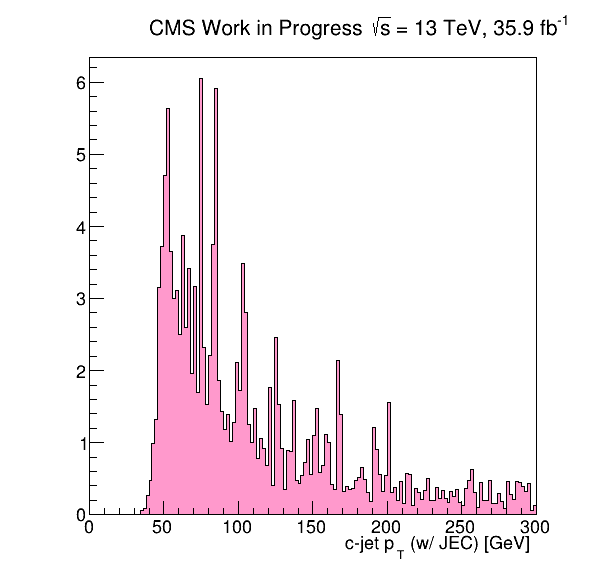 CMS Work in Progress √s = 13 TeV, 35.9 fb⁻¹
6
5
4
3
2
1
0
0 50 100 150 200 250 300
c-jet p_T (w/ JEC) [GeV]